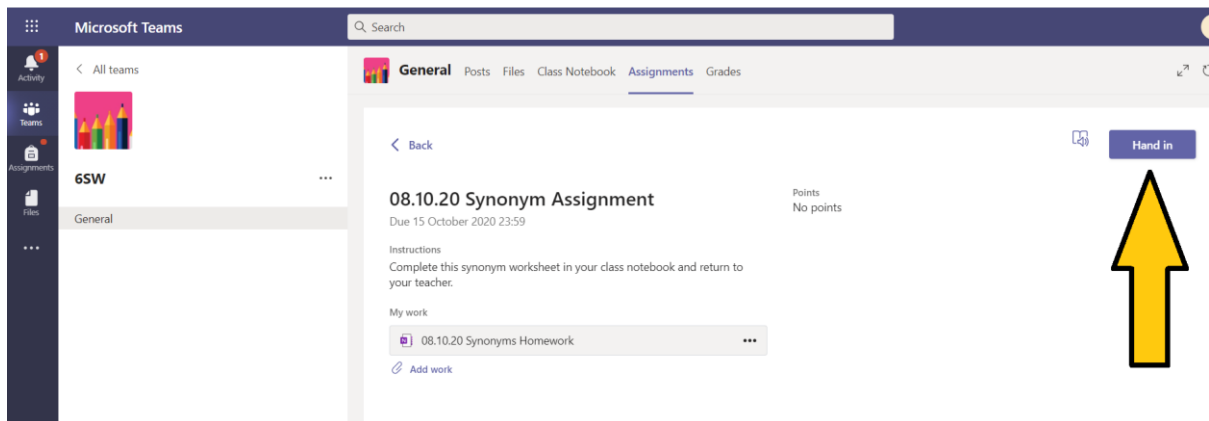 Microsoft Teams
Search
1
Activity
Teams
Assignments
Files
All teams
6SW
General
General Posts Files Class Notebook Assignments Grades
Back
Hand in
08.10.20 Synonym Assignment
Due 15 October 2020 23:59
Points
No points
Instructions
Complete this synonym worksheet in your class notebook and return to
your teacher.
My work
08.10.20 Synonyms Homework
Add work